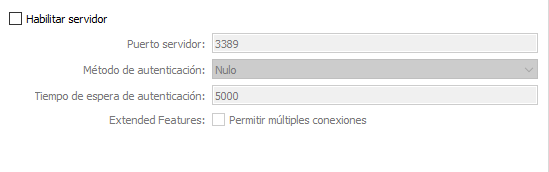 Habilitar servidor
Puerto servidor: 3389
Método de autenticación: Nulo
Tiempo de espera de autenticación: 5000
Extended Features: Permitir múltiples conexiones